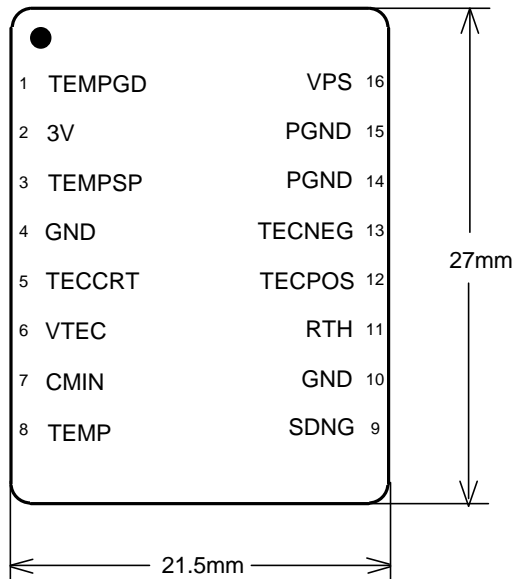 1 TEMPGD VPS 16
2 3V PGND 15
3 TEMPSP PGND 14
4 GND TECNEG 13
27mm
5 TECCRT TECPOS 12
6 VTEC RTH 11
7 CMIN GND 10
8 TEMP SDNG 9
21.5mm